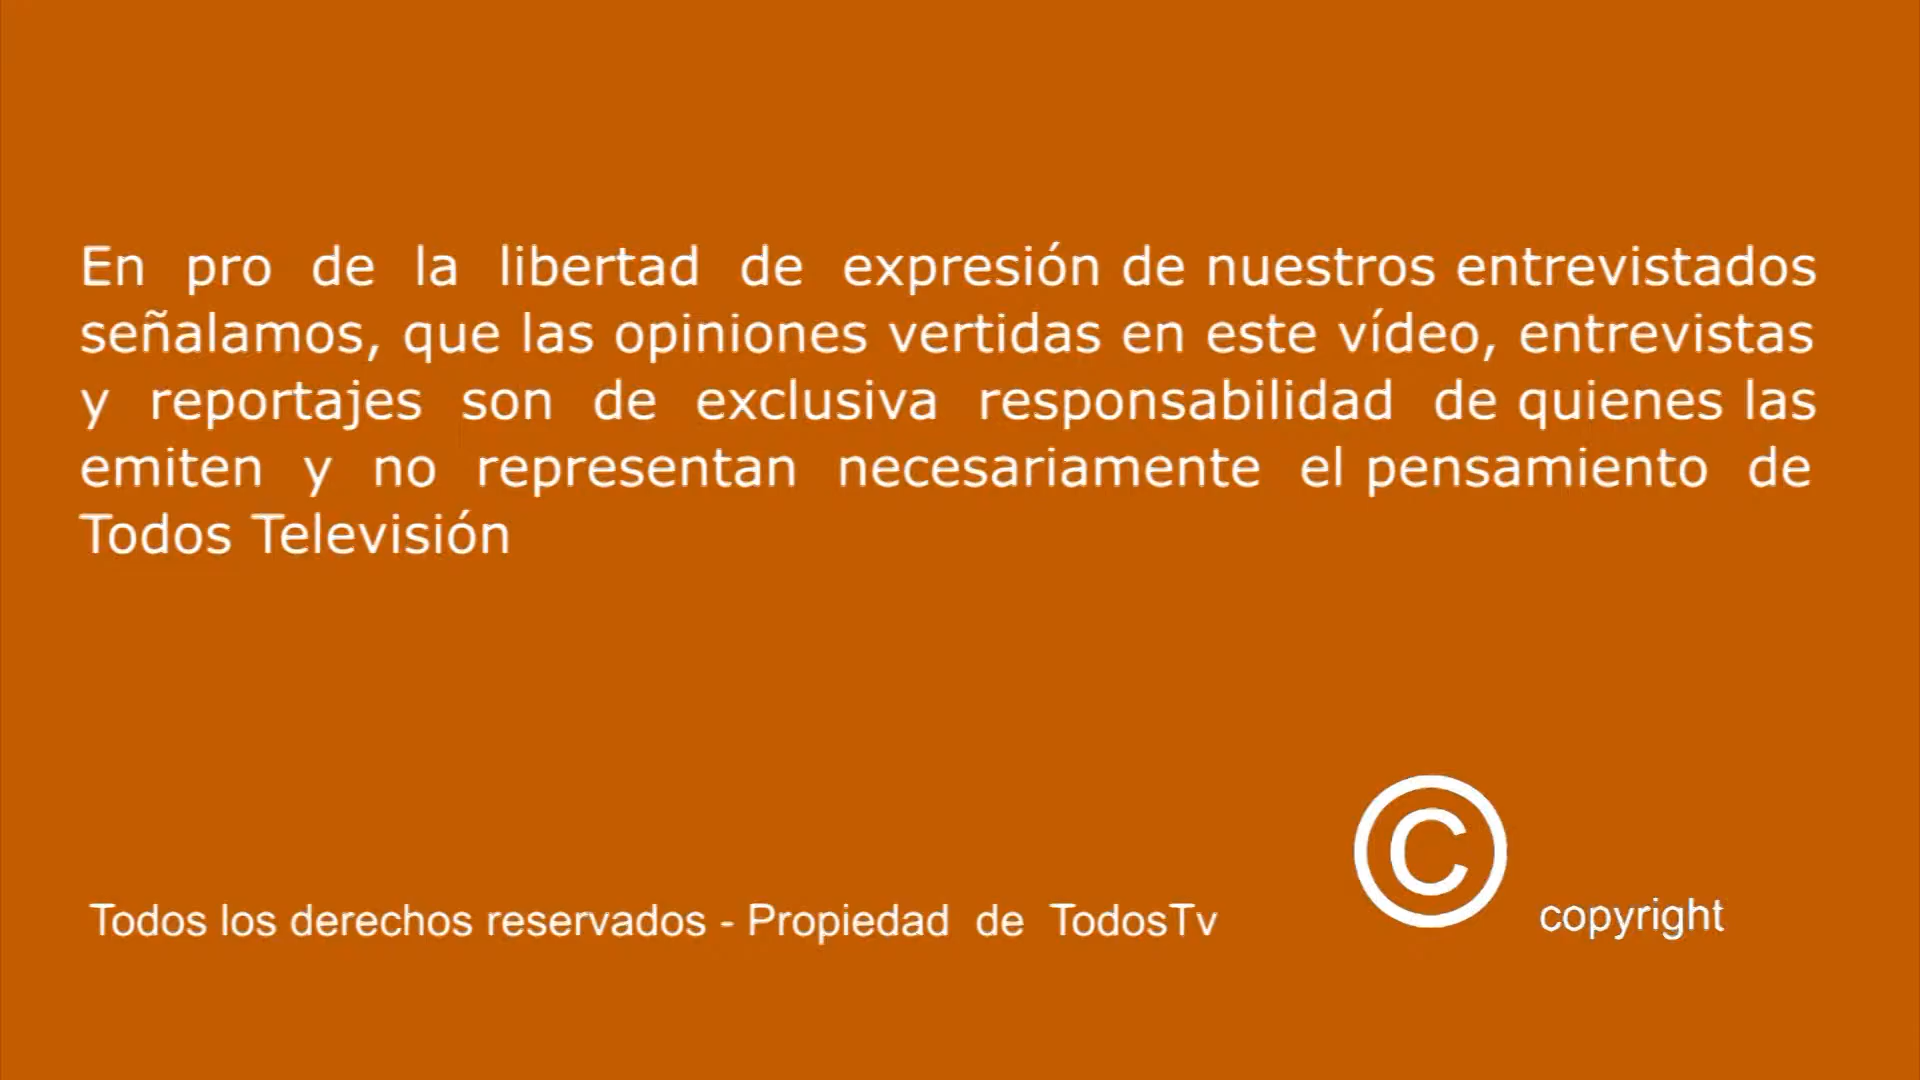 En pro de la libertad de expresión de nuestros entrevistados
señalamos, que las opiniones vertidas en este vídeo, entrevistas
y reportajes son de exclusiva responsabilidad de quienes las
emiten y no representan necesariamente el pensamiento de
Todos Televisión
Todos los derechos reservados - Propiedad de TodosTv
© copyright